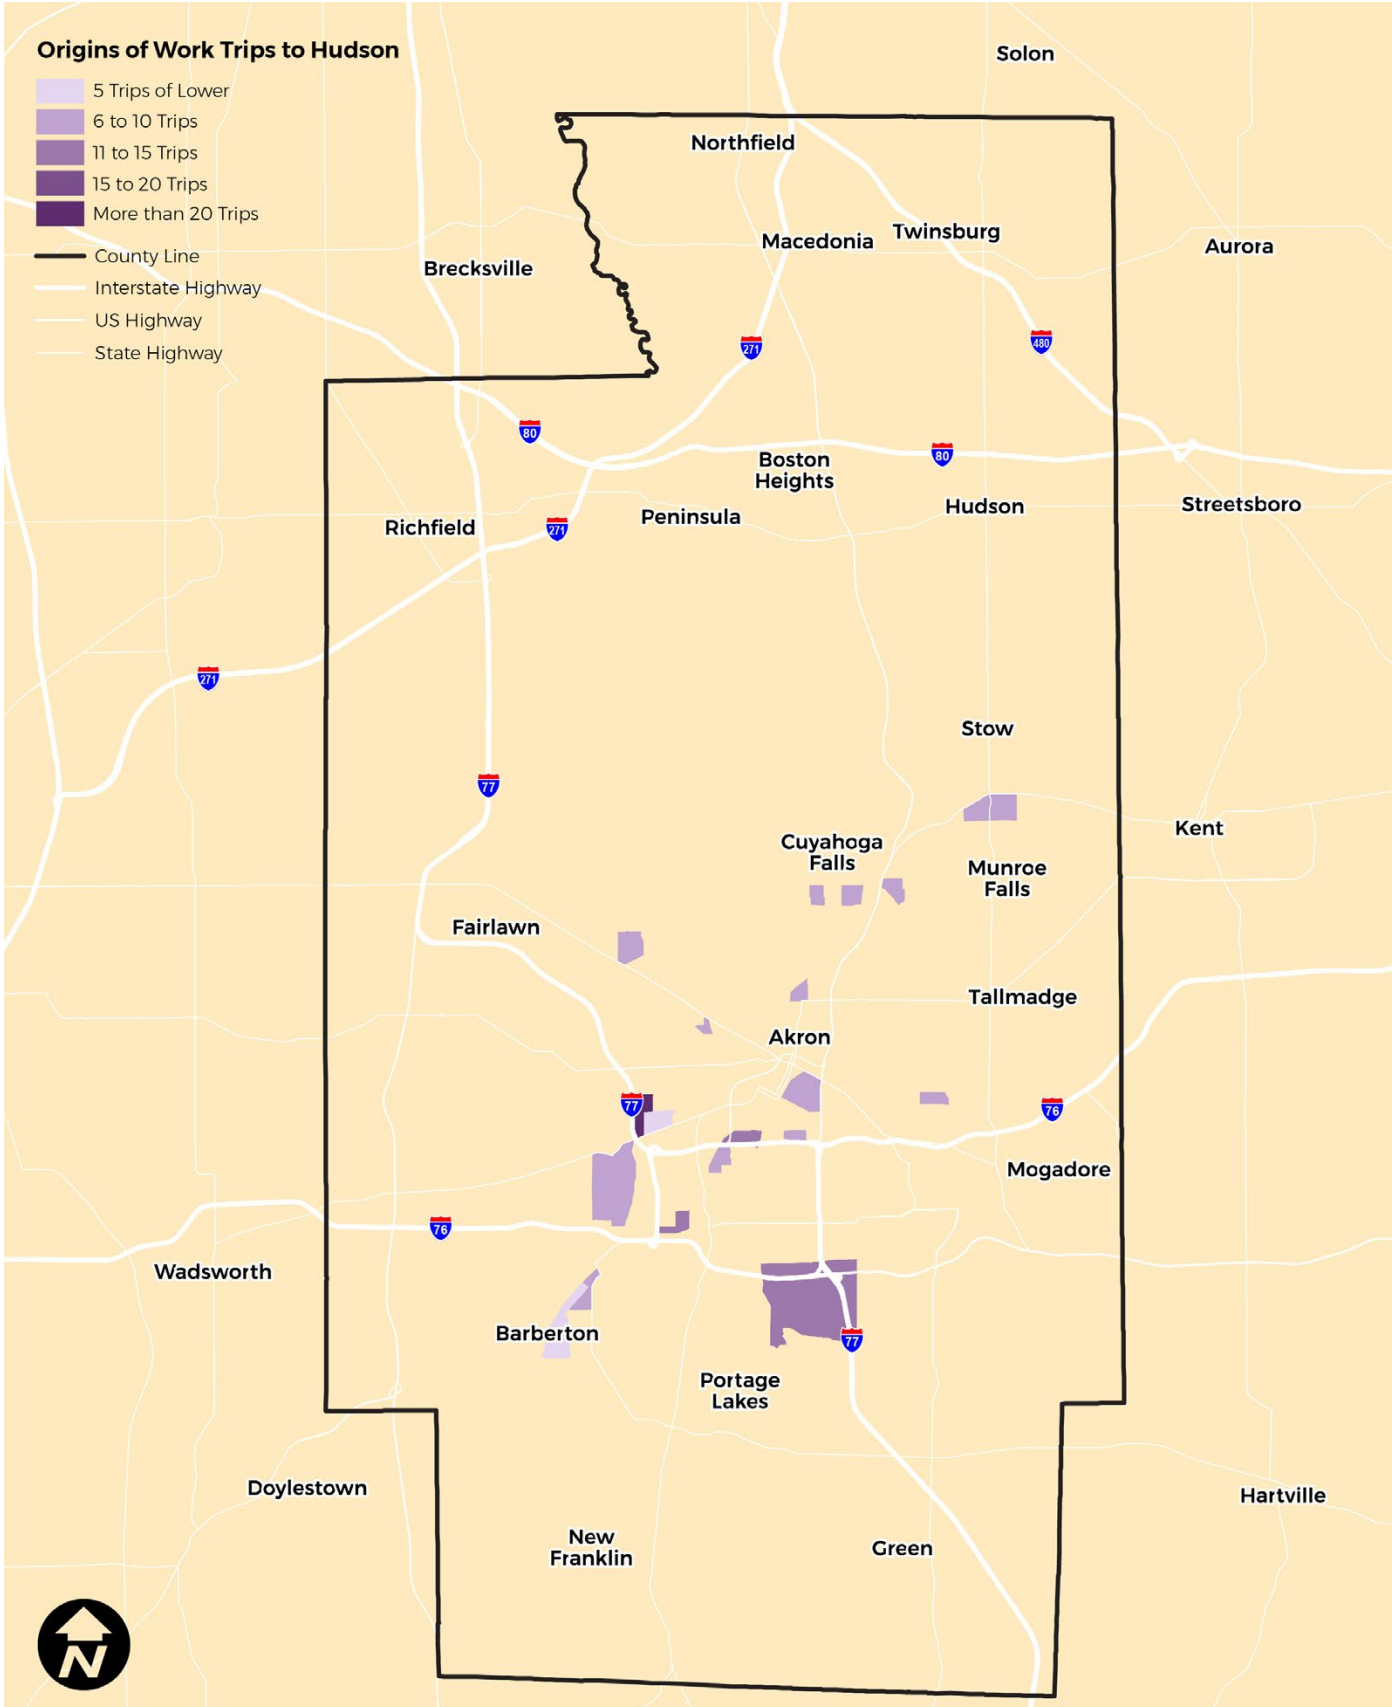 Origins of Work Trips to Hudson
5 Trips of Lower
6 to 10 Trips
11 to 15 Trips
15 to 20 Trips
More than 20 Trips
County Line
Interstate Highway
US Highway
State Highway
Solon
Northfield
Macedonia
Twinsburg
Aurora
Brecksville
271
480
80
80
Boston
Heights
Hudson
Streetsboro
Peninsula
Richfield
271
271
Stow
77
Kent
Cuyahoga
Falls
Munroe
Falls
Fairlawn
Tallmadge
Akron
77
76
Mogadore
76
Wadsworth
Barberton
77
Portage
Lakes
Doylestown
Hartville
New
Franklin
Green
N